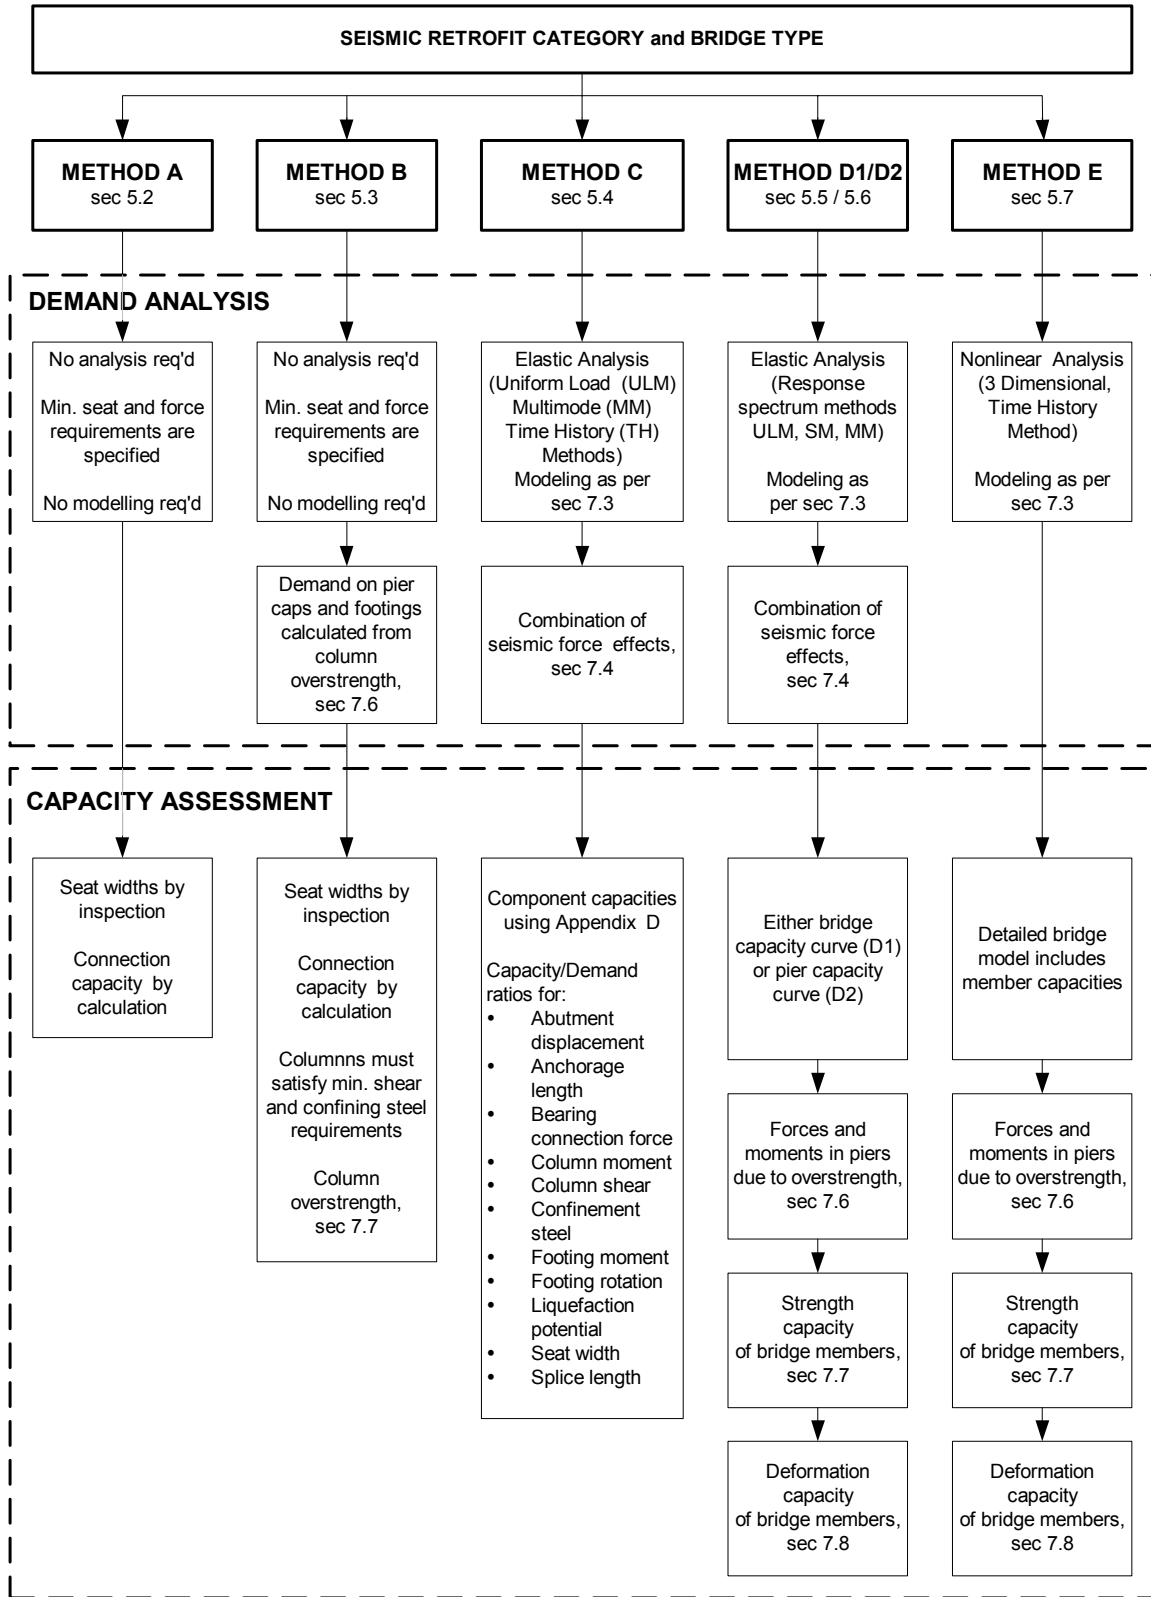 SEISMIC RETROFIT CATEGORY and BRIDGE TYPE
METHOD A
sec 5.2
METHOD B
sec 5.3
METHOD C
sec 5.4
METHOD D1/D2
sec 5.5 / 5.6
METHOD E
sec 5.7
DEMAND ANALYSIS
No analysis req'd
Min. seat and force
requirements are
specified
No modelling req'd
No analysis req'd
Min. seat and force
requirements are
specified
No modelling req'd
Elastic Analysis
(Uniform Load (ULM)
Multimode (MM)
Time History (TH)
Methods)
Modeling as per
sec 7.3
Elastic Analysis
(Response
spectrum methods
ULM, SM, MM)
Modeling as
per sec 7.3
Nonlinear Analysis
(3 Dimensional,
Time History
Method)
Modeling as per
sec 7.3
Demand on pier
caps and footings
calculated from
column
overstrength,
sec 7.6
Combination of
seismic force effects,
sec 7.4
Combination of
seismic force
effects,
sec 7.4
CAPACITY ASSESSMENT
Seat widths by
inspection
Connection
capacity by
calculation
Seat widths by
inspection
Connection
capacity by
calculation
Columnns must
satisfy min. shear
and confining steel
requirements
Column
overstrength,
sec 7.7
Component capacities
using Appendix D
Capacity/Demand
ratios for:
• Abutment
displacement
• Anchorage
length
• Bearing
connection force
• Column moment
• Column shear
• Confinement
steel
• Footing moment
• Footing rotation
• Liquefaction
potential
• Seat width
• Splice length
Either bridge
capacity curve (D1)
or pier capacity
curve (D2)
Detailed bridge
model includes
member capacities
Forces and
moments in piers
due to overstrength,
sec 7.6
Forces and
moments in piers
due to overstrength,
sec 7.6
Strength
capacity
of bridge members,
sec 7.7
Strength
capacity
of bridge members,
sec 7.7
Deformation
capacity
of bridge members,
sec 7.8
Deformation
capacity
of bridge members,
sec 7.8